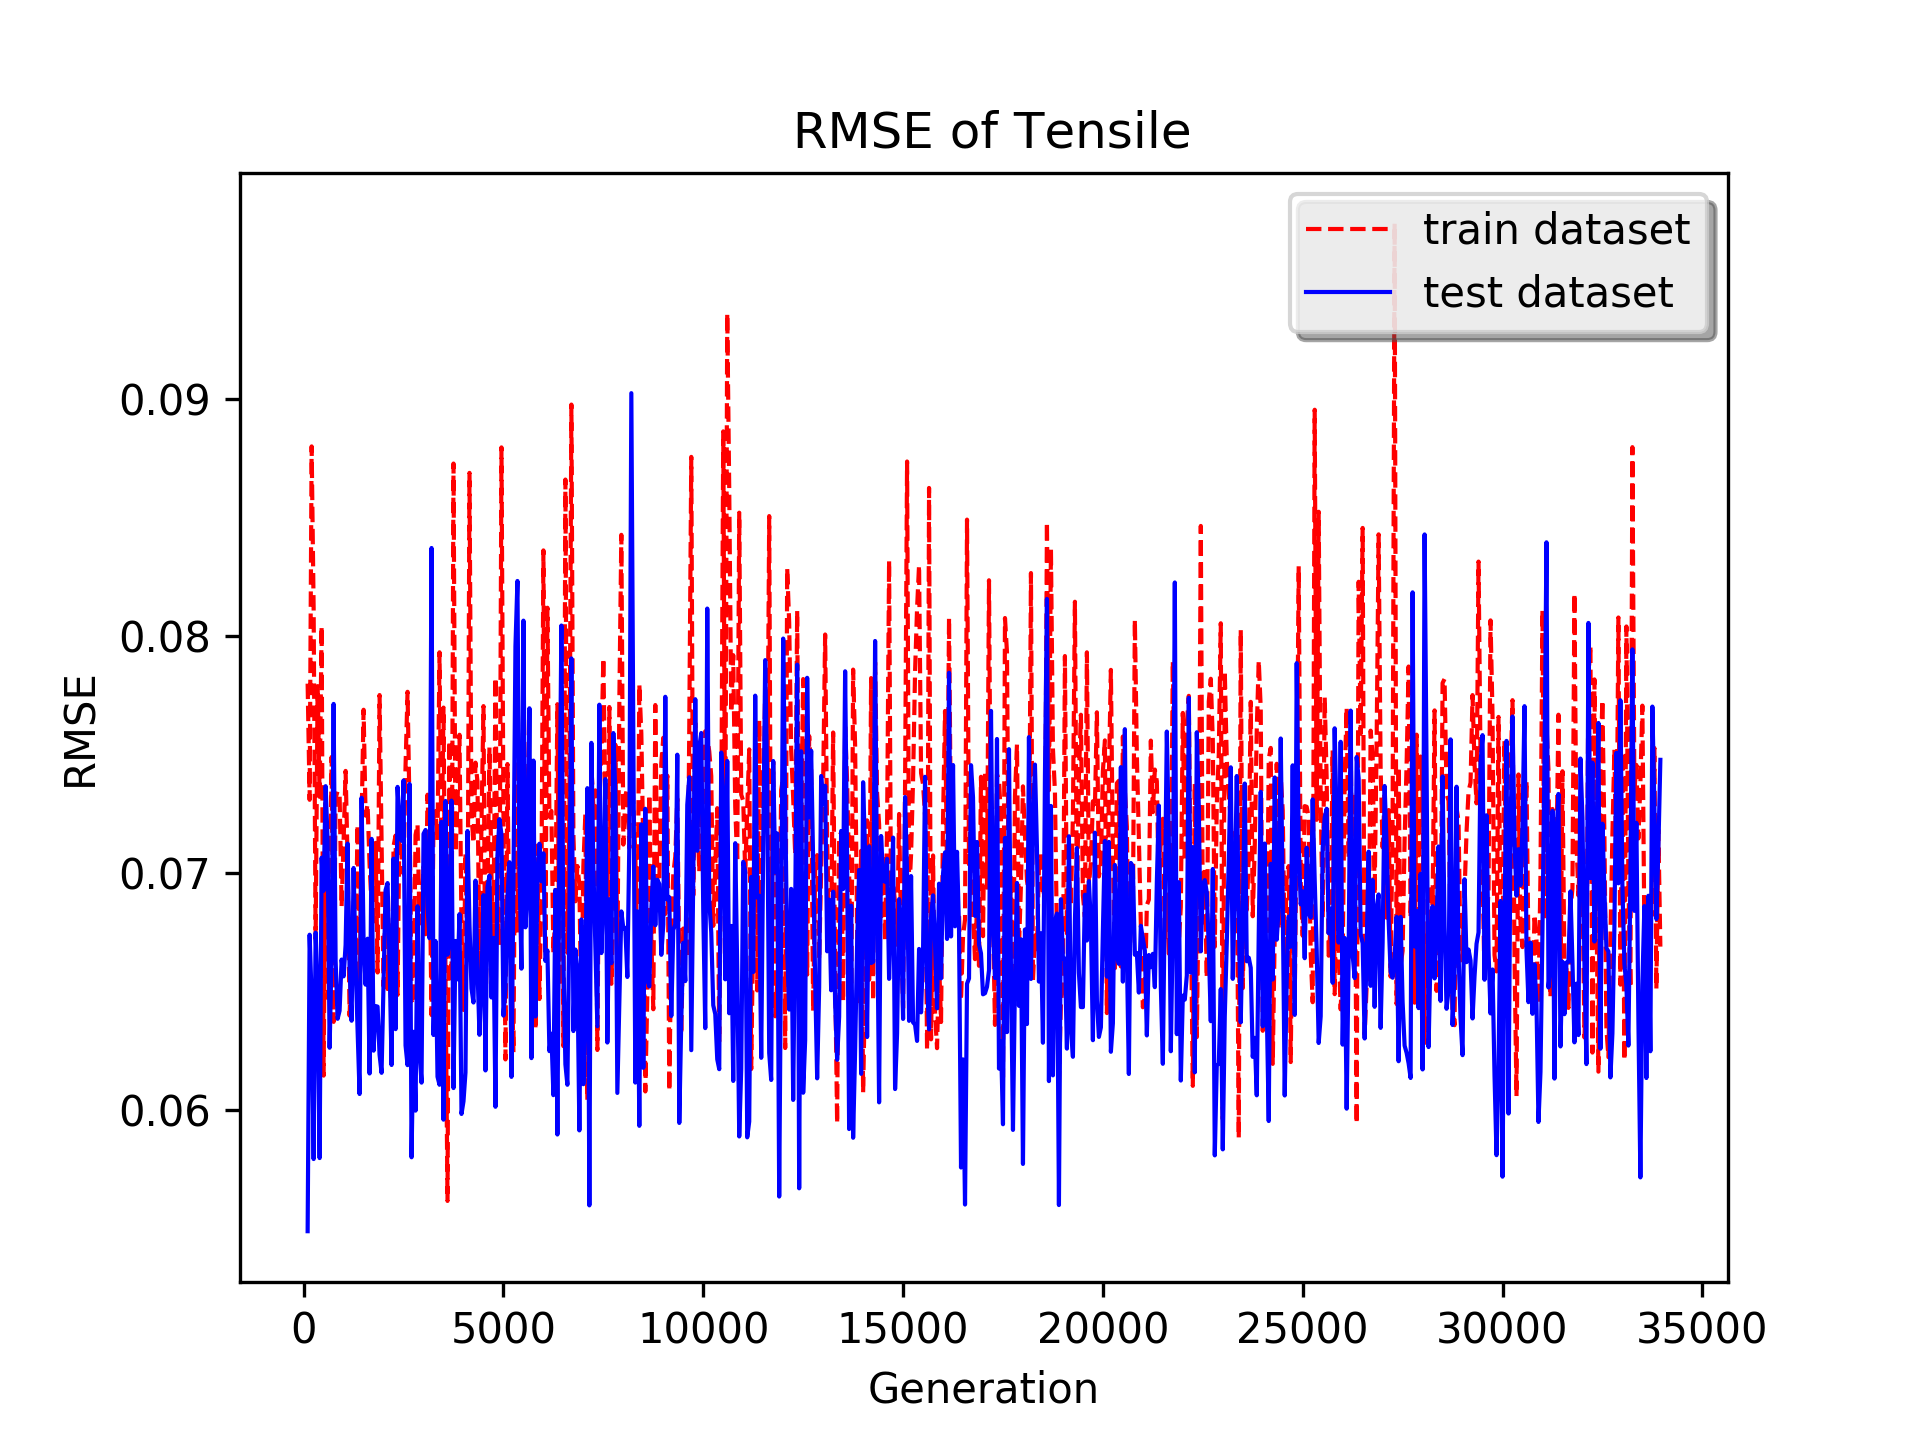 RMSE of Tensile
train dataset
test dataset
RMSE
0.09
0.08
0.07
0.06
0 5000 10000 15000 20000 25000 30000 35000
Generation